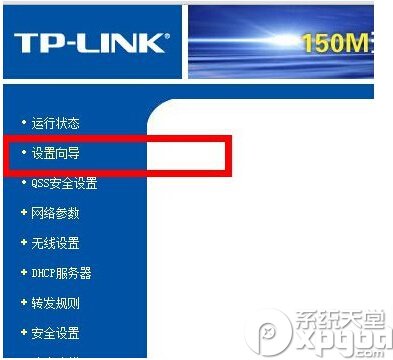 TP-LINK®
150M
• 运行状态
• 设置向导
• QSS安全设置
+ 网络参数
+ 无线设置
+ DHCP服务器
+ 转发规则
+ 安全设置
系统天堂
xpgod.com